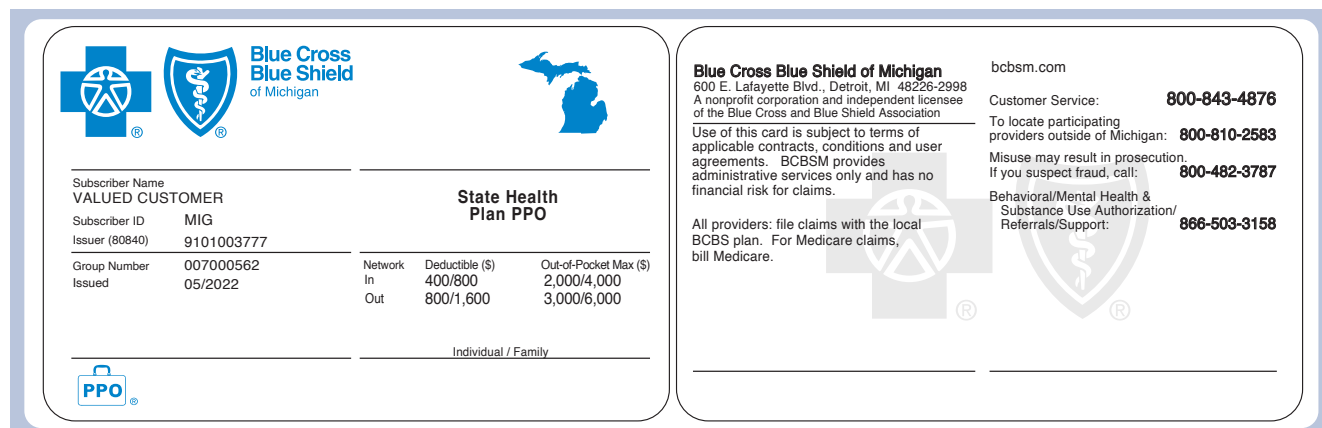 Blue Cross
Blue Shield
of Michigan
®
®
Subscriber Name
VALUED CUSTOMER
Subscriber ID MIG
Issuer (80840) 9101003777
Group Number 007000562
Issued 05/2022
State Health
Plan PPO
Network Deductible ($) Out-of-Pocket Max ($)
In 400/800 2,000/4,000
Out 800/1,600 3,000/6,000
Individual / Family
PPO ®
Blue Cross Blue Shield of Michigan
600 E. Lafayette Blvd., Detroit, MI 48226-2998
A nonprofit corporation and independent licensee
of the Blue Cross and Blue Shield Association
Use of this card is subject to terms of
applicable contracts, conditions and user
agreements. BCBSM provides
administrative services only and has no
financial risk for claims.
All providers: file claims with the local
BCBS plan. For Medicare claims,
bill Medicare.
bcbsm.com
Customer Service: 800-843-4876
To locate participating
providers outside of Michigan: 800-810-2583
Misuse may result in prosecution.
If you suspect fraud, call: 800-482-3787
Behavioral/Mental Health &
Substance Use Authorization/
Referrals/Support: 866-503-3158
®
®